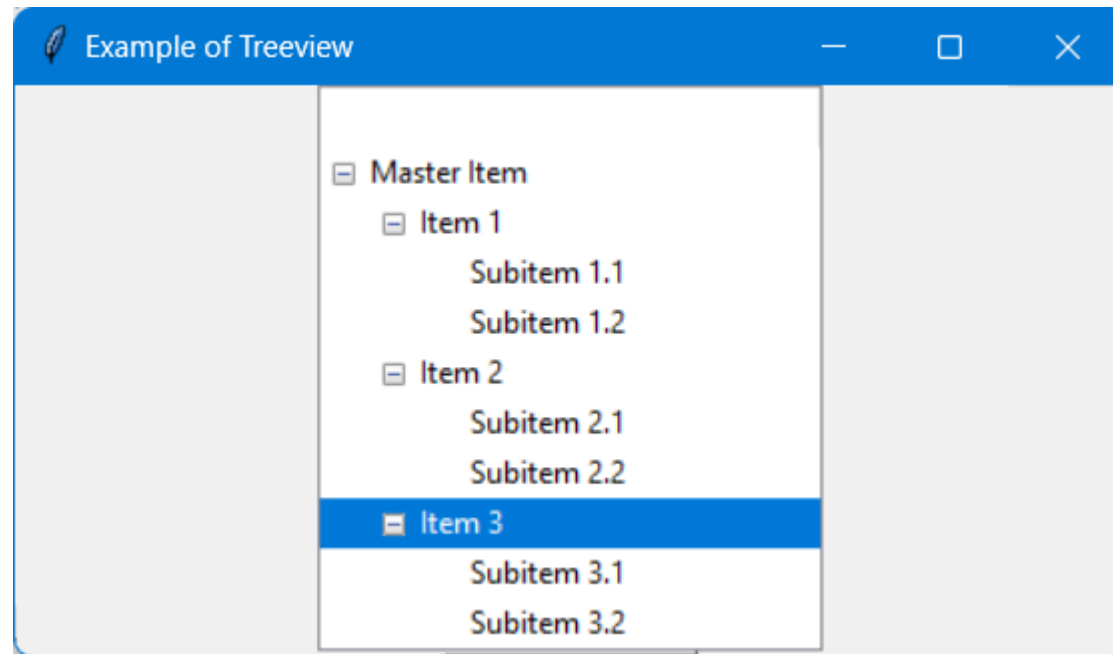 Example of Treeview
Master Item
Item 1
Subitem 1.1
Subitem 1.2
Item 2
Subitem 2.1
Subitem 2.2
Item 3
Subitem 3.1
Subitem 3.2